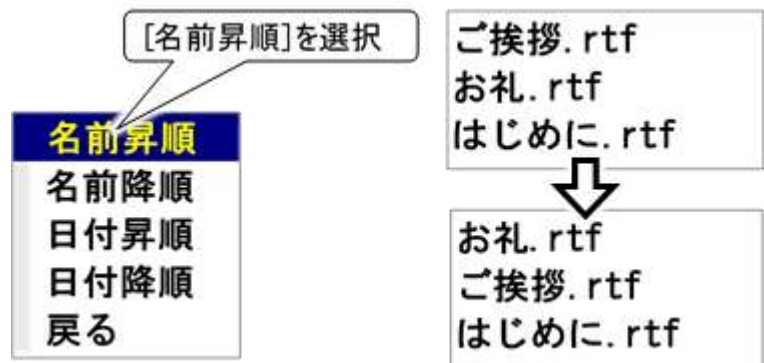 [名前昇順]を選択
名前昇順
名前降順
日付昇順
日付降順
戻る
ご挨拶.rtf
お礼.rtf
はじめに.rtf
お礼.rtf
ご挨拶.rtf
はじめに.rtf